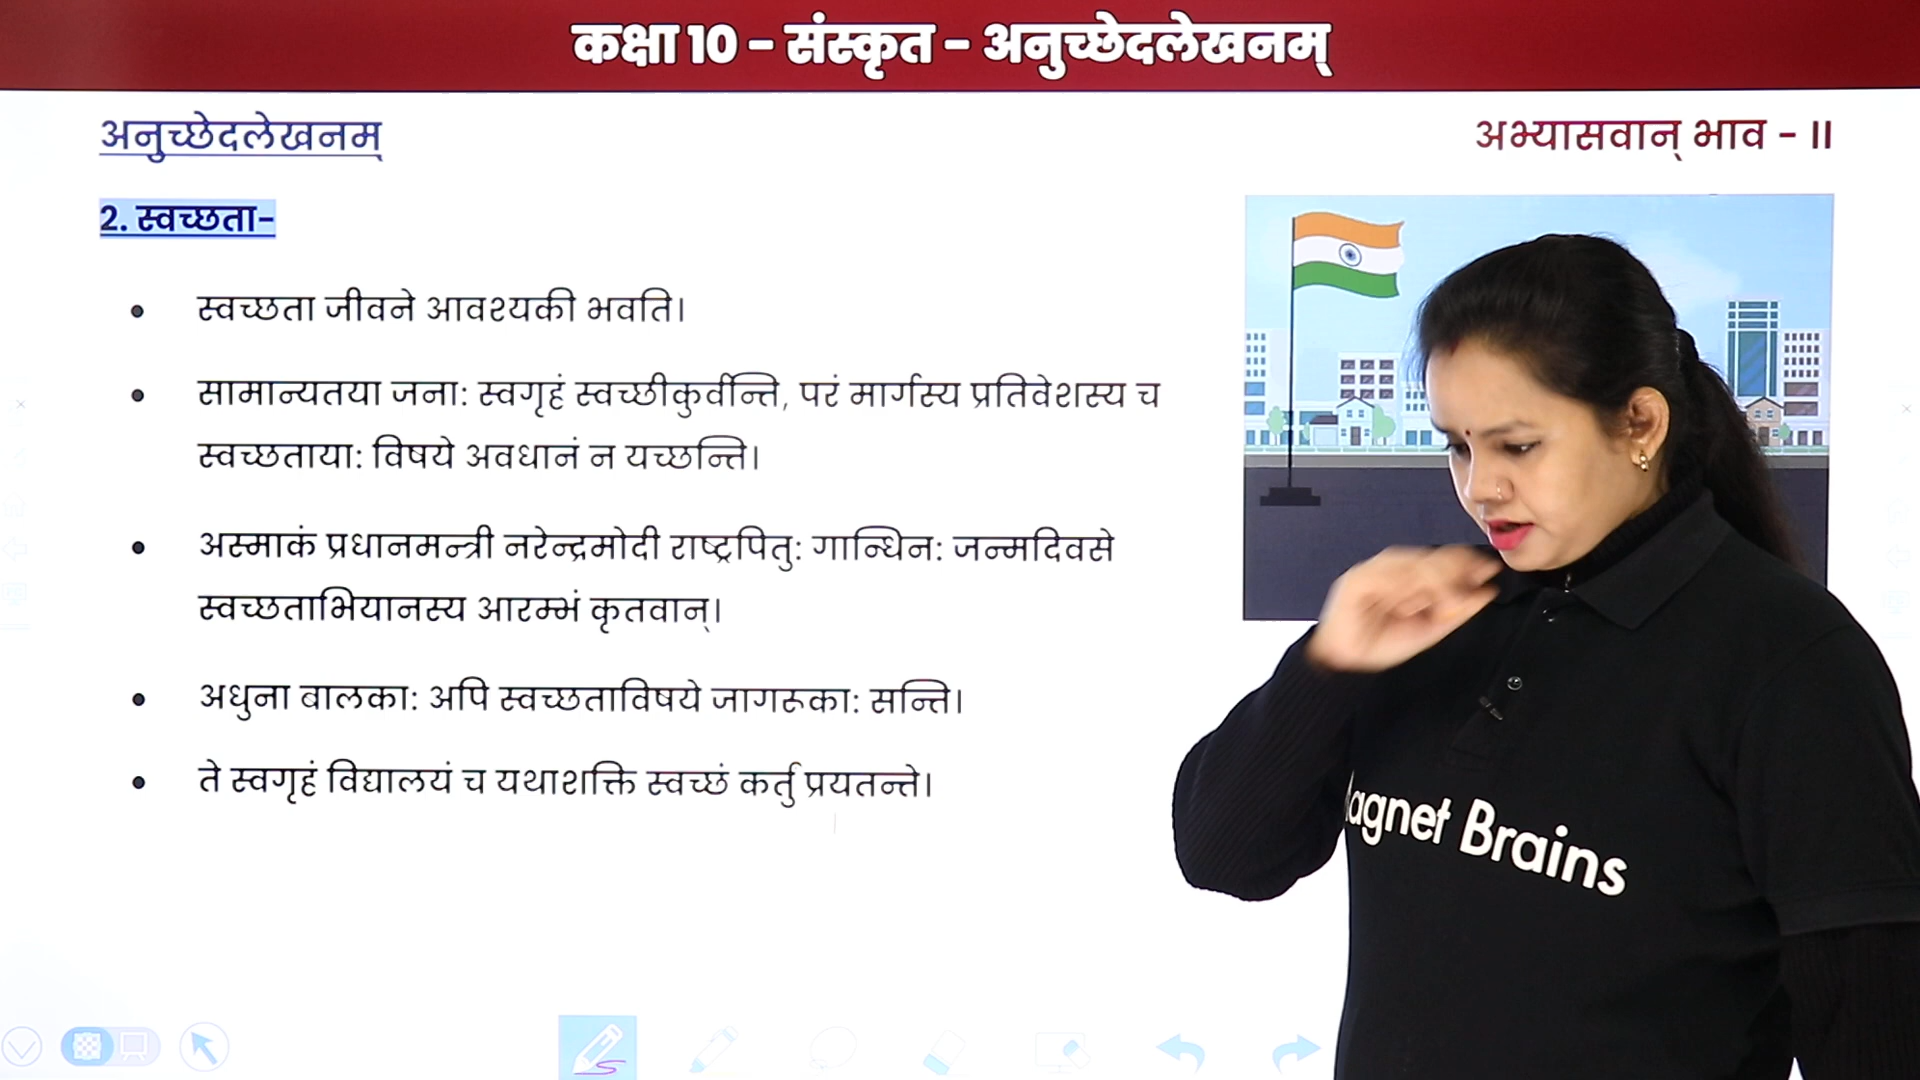 कक्षा 10 - संस्कृत - अनुच्छेदलेखनम्
अनुच्छेदलेखनम्
अभ्यासवान् भाव - II
2. स्वच्छता-
• स्वच्छता जीवने आवश्यकी भवति।
• सामान्यतया जनाः स्वगृहं स्वच्छीकुर्वन्ति, परं मार्गस्य प्रतिवेशस्य च
स्वच्छतायाः विषये अवधानं न यच्छन्ति।
• अस्माकं प्रधानमन्त्री नरेन्द्रमोदी राष्ट्रपितुः गान्धिनः जन्मदिवसे
स्वच्छताभियानस्य आरम्भं कृतवान्।
• अधुना बालकाः अपि स्वच्छताविषये जागरूकाः सन्ति।
• ते स्वगृहं विद्यालयं च यथाशक्ति स्वच्छं कर्तु प्रयतन्ते।
agnet Brains